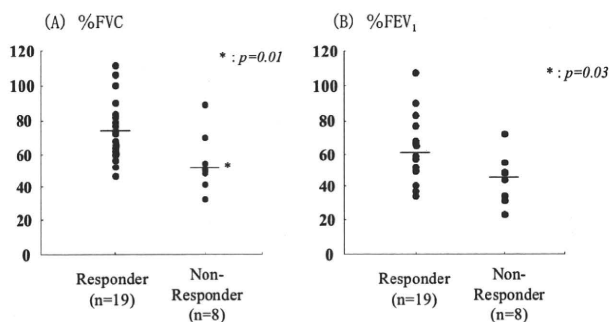 (A) %FVC
* : p=0.01
120
100
80
60
40
20
0
*
Responder
(n=19)
Non-
Responder
(n=8)
(B) %FEV₁
* : p=0.03
120
100
80
60
40
20
0
Responder
(n=19)
Non-
Responder
(n=8)